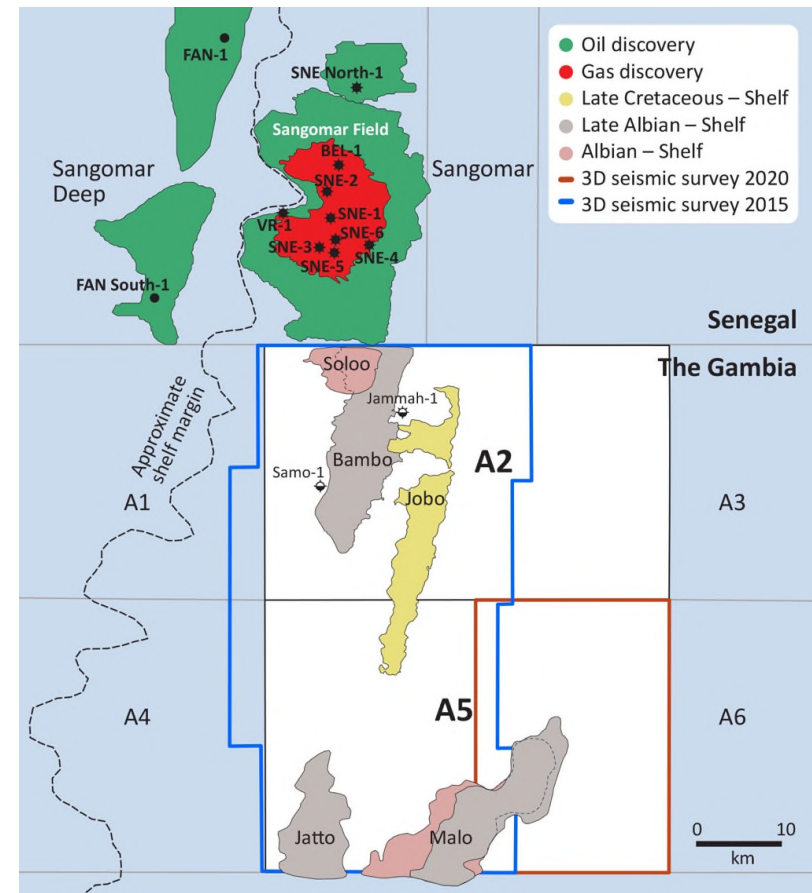 FAN-1
SNE North-1
Sangomar Field
BEL-1
SNE-2
SNE-1
VR-1
SNE-6
SNE-3
SNE-4
SNE-5
FAN South-1
Sangomar
Deep
Sangomar
Oil discovery
Gas discovery
Late Cretaceous – Shelf
Late Albian – Shelf
Albian – Shelf
3D seismic survey 2020
3D seismic survey 2015
Senegal
The Gambia
Approximate
shelf margin
Soloo
Jammah-1
Bambo
A2
Samo-1
Jobo
A1
A3
A4
A5
A6
Jatto
Malo
0 10
km